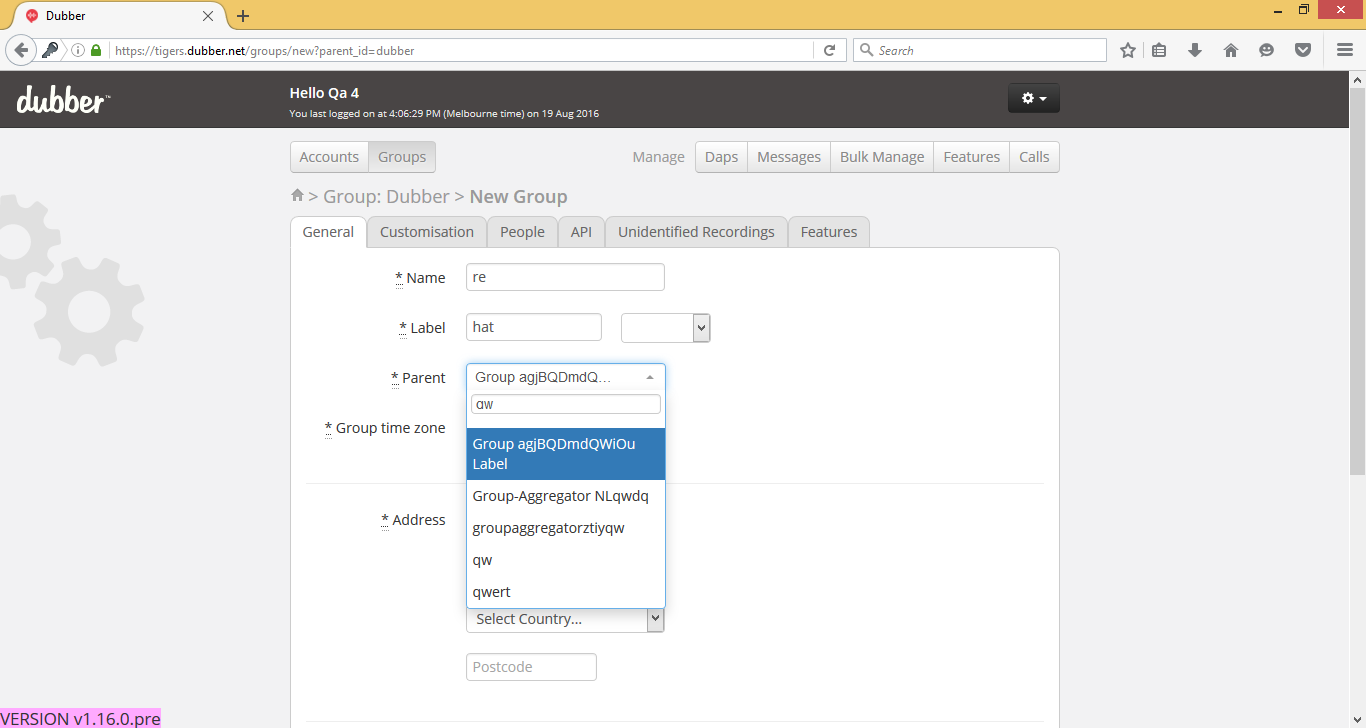 Dubber
https://tigers.dubber.net/groups/new?parent_id=dubber
Search
dubber™
Hello Qa 4
You last logged on at 4:06:29 PM (Melbourne time) on 19 Aug 2016
Accounts Groups Manage Daps Messages Bulk Manage Features Calls
> Group: Dubber > New Group
General Customisation People API Unidentified Recordings Features
* Name re
* Label hat
* Parent Group agjBQDmdQ...
qw
* Group time zone
Group agjBQDmdQWiOu
Label
Group-Aggregator NLqwdq
* Address
groupaggregatorztiyqw
qw
qwert
Select Country...
Postcode
VERSION v1.16.0.pre